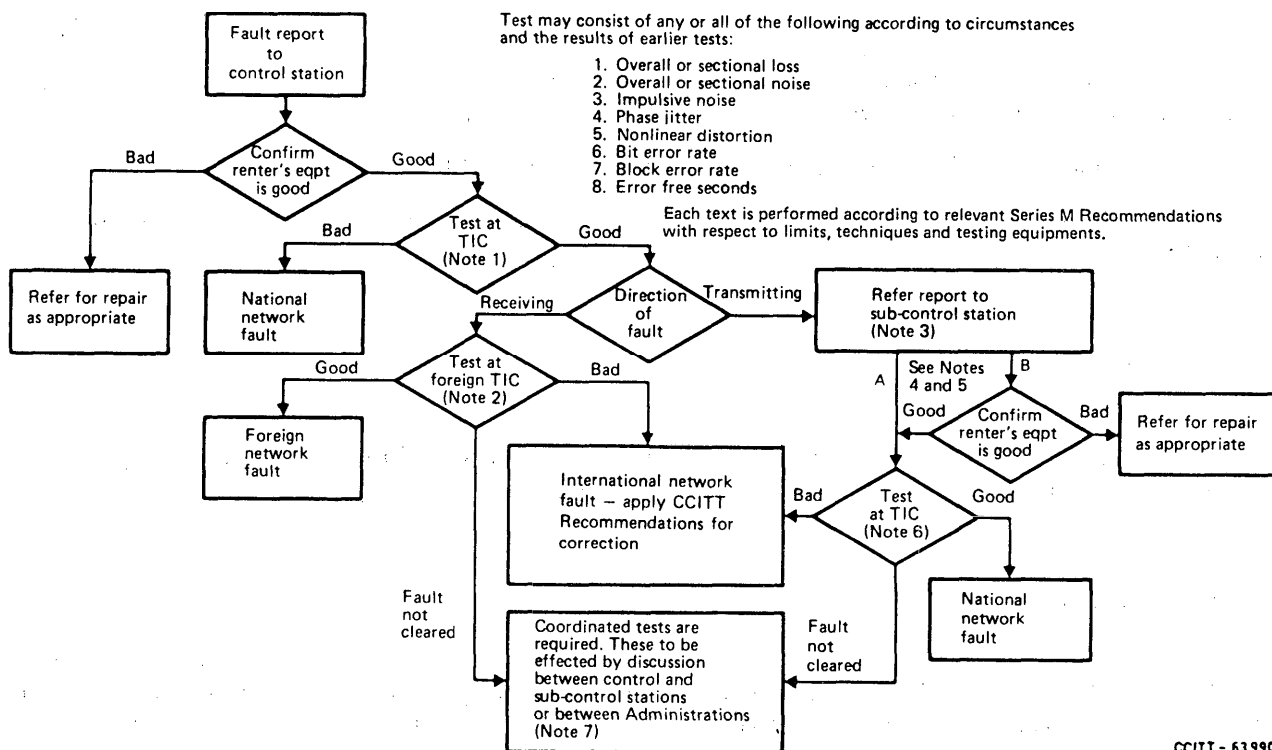 Fault report
to
control station
Test may consist of any or all of the following according to circumstances
and the results of earlier tests:
1. Overall or sectional loss
2. Overall or sectional noise
3. Impulsive noise
4. Phase jitter
5. Nonlinear distortion
6. Bit error rate
7. Block error rate
8. Error free seconds
Each text is performed according to relevant Series M Recommendations
with respect to limits, techniques and testing equipments.
Bad
Confirm
renter's eqpt
is good
Good
Bad
Test at
TIC
(Note 1)
Good
Refer for repair
as appropriate
National
network
fault
Receiving
Direction
of
fault
Transmitting
Refer report to
sub-control station
(Note 3)
Good
Test at
foreign TIC
(Note 2)
Bad
A
See Notes
4 and 5
B
Good
Confirm
renter's eqpt
is good
Bad
Refer for repair
as appropriate
Foreign
network
fault
International network
fault – apply CCITT
Recommendations for
correction
Bad
Test
at TIC
(Note 6)
Good
National
network
fault
Fault
not
cleared
Coordinated tests are
required. These to be
effected by discussion
between control and
sub-control stations
or between Administrations
(Note 7)
Fault
not
cleared
CCITT - 63990